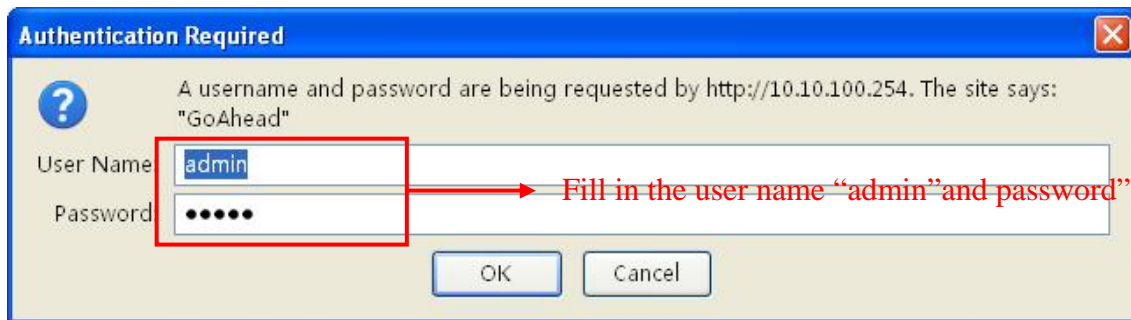 Authentication Required
A username and password are being requested by http://10.10.100.254. The site says:
"GoAhead"
User Name:
admin
Fill in the user name “admin”and password”
Password:
•••••
OK
Cancel